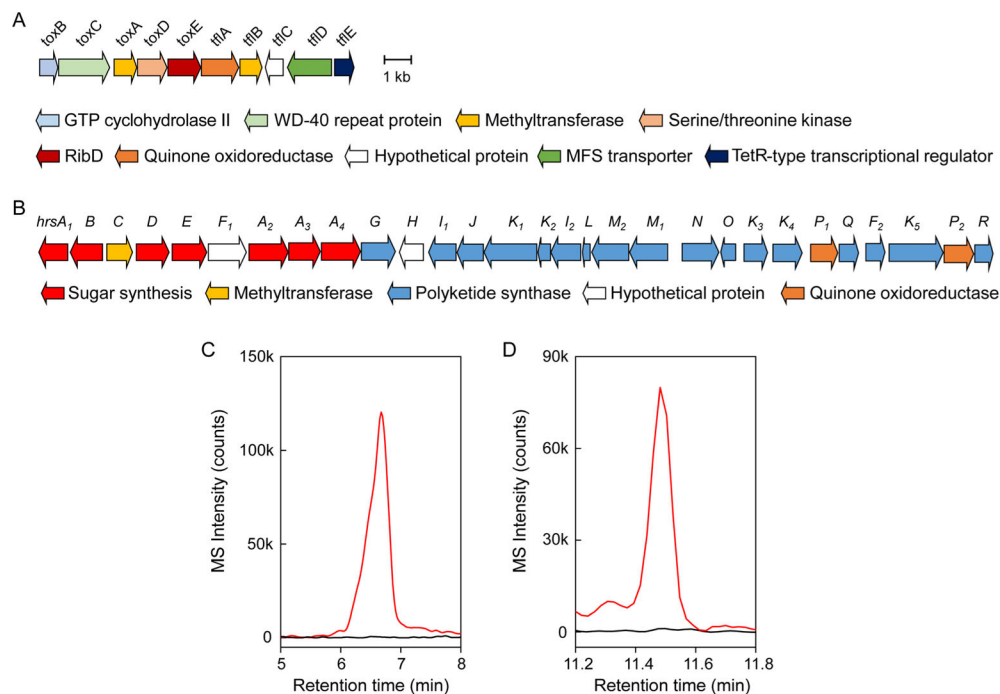 A
toxB toxC toxA toxD toxE tflA tflB tflC tflD tflE
1 kb
GTP cyclohydrolase II WD-40 repeat protein Methyltransferase Serine/threonine kinase
RibD Quinone oxidoreductase Hypothetical protein MFS transporter TetR-type transcriptional regulator
B
hrsA1 B C D E F1 A2 A3 A4 G H I1 J K1 K2 I2 L M2 M1 N O K3 K4 P1 Q F2 K5 P2 R
Sugar synthesis Methyltransferase Polyketide synthase Hypothetical protein Quinone oxidoreductase
C
150k
100k
50k
0
MS Intensity (counts)
5 6 7 8
Retention time (min)
D
90k
60k
30k
0
MS Intensity (counts)
11.2 11.4 11.6 11.8
Retention time (min)